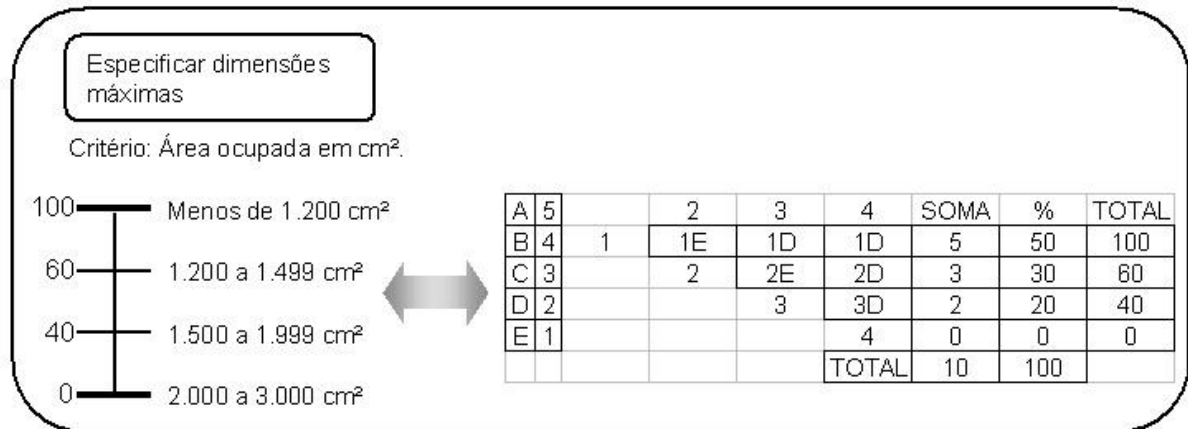 Especificar dimensões
máximas
Critério: Área ocupada em cm².
100 Menos de 1.200 cm²
60 1.200 a 1.499 cm²
40 1.500 a 1.999 cm²
0 2.000 a 3.000 cm²
A 5 2 3 4 SOMA % TOTAL
B 4 1 1E 1D 1D 5 50 100
C 3 2 2E 2D 3 30 60
D 2 3 3D 2 20 40
E 1 4 0 0 0
TOTAL 10 100